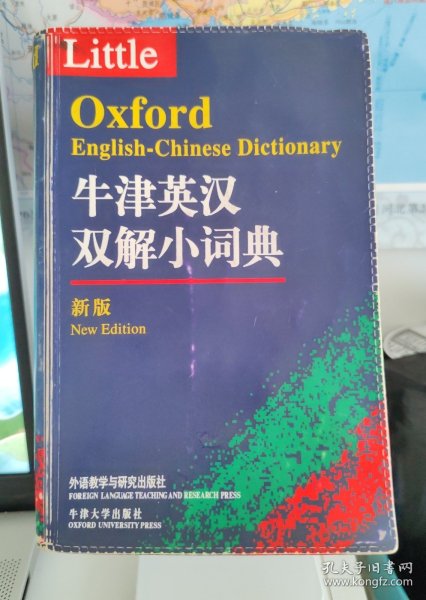 Little
Oxford
English-Chinese Dictionary
牛津英汉
双解小词典
新版
New Edition
外语教学与研究出版社
FOREIGN LANGUAGE TEACHING AND RESEARCH PRESS
牛津大学出版社
OXFORD UNIVERSITY PRESS
孔夫子旧书网
www.kongfz.com